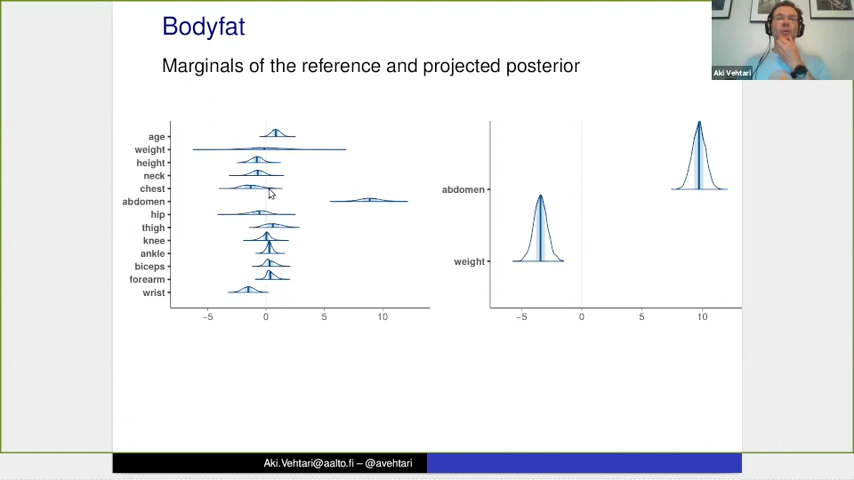 Bodyfat
Marginals of the reference and projected posterior
Aki Vehtari
age
weight
height
neck
chest
abdomen
hip
thigh
knee
ankle
biceps
forearm
wrist
−5 0 5 10
abdomen
weight
−5 0 5 10
Aki.Vehtari@aalto.fi – @avehtari